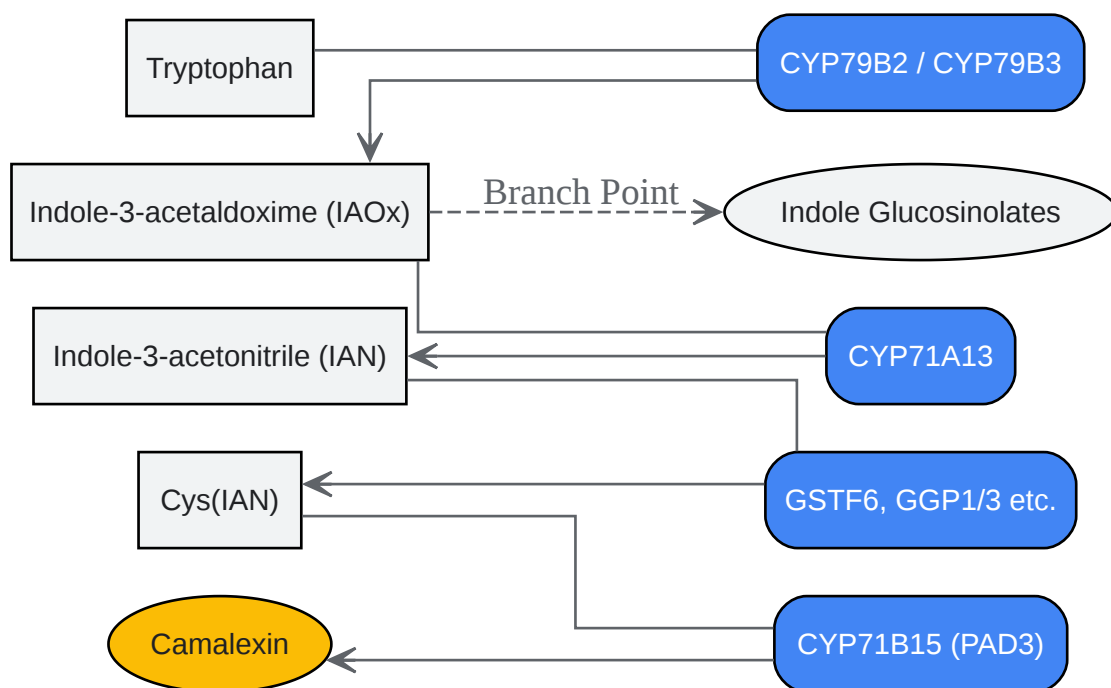 Tryptophan
CYP79B2 / CYP79B3
Indole-3-acetaldoxime (IAOx)
Branch Point
Indole Glucosinolates
Indole-3-acetonitrile (IAN)
CYP71A13
Cys(IAN)
GSTF6, GGP1/3 etc.
Camalexin
CYP71B15 (PAD3)